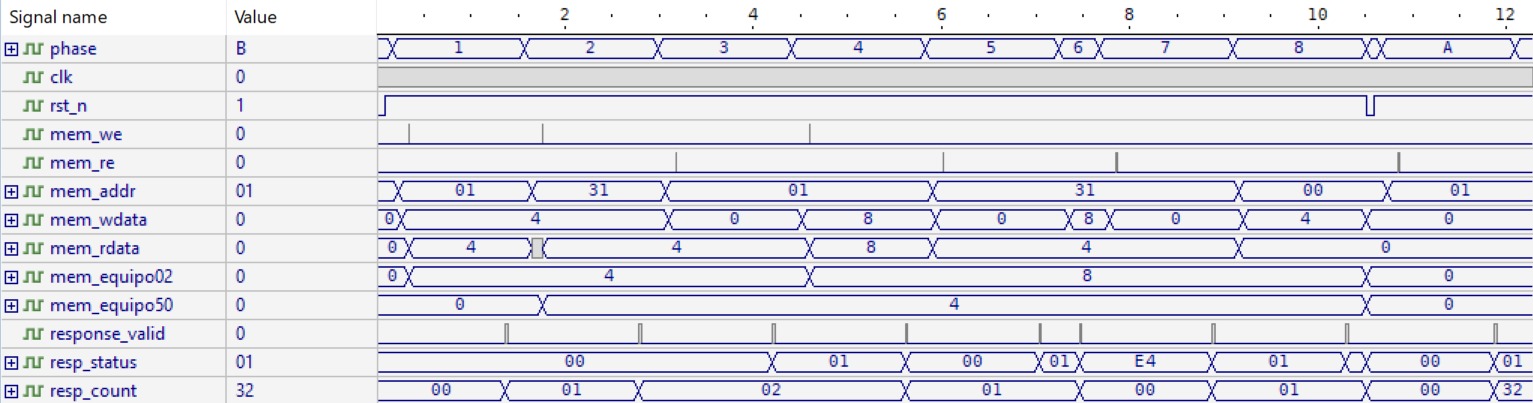 Signal name Value 2 4 6 8 10 12
phase B 1 2 3 4 5 6 7 8 A
clk 0
rst_n 1
mem_we 0
mem_re 0
mem_addr 01 01 31 01 31 00 01
mem_wdata 0 0 4 0 8 0 8 0 4 0
mem_rdata 0 0 4 4 8 4 0
mem_equipo02 0 0 4 8 0
mem_equipo50 0 0 4 0
response_valid 0
resp_status 01 00 01 00 01 E4 01 00 01
resp_count 32 00 01 02 01 00 01 00 32